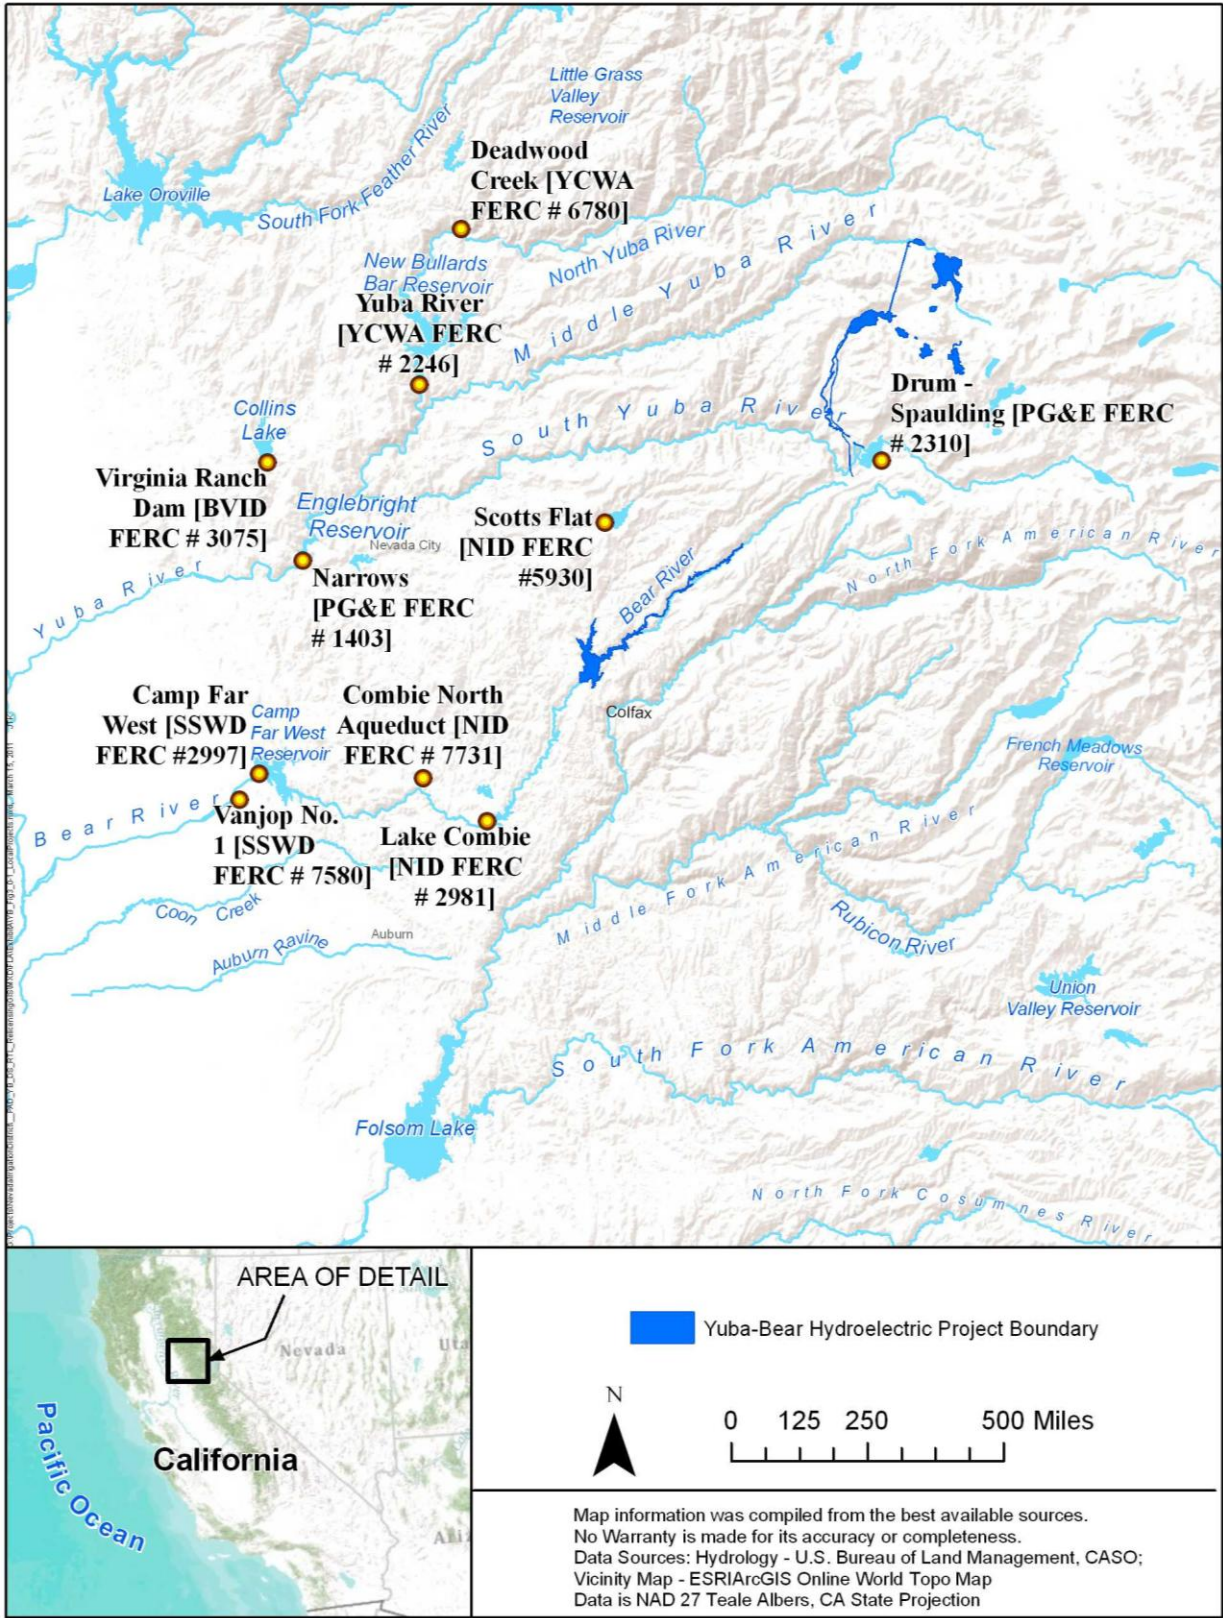 Little Grass
Valley
Reservoir
Deadwood
Creek [YCWA
FERC # 6780]
Lake Oroville
South Fork Feather River
North Yuba River
Middle Yuba River
New Bullards
Bar Reservoir
Yuba River
[YCWA FERC
# 2246]
Drum -
Spaulding [PG&E FERC
# 2310]
South Yuba River
Collins
Lake
Virginia Ranch
Dam [BVID
FERC # 3075]
Englebright
Reservoir
Nevada City
Scotts Flat
[NID FERC
#5930]
Narrows
[PG&E FERC
# 1403]
Yuba River
Bear River
North Fork American River
Camp Far
West [SSWD
FERC #2997]
Camp
Far West
Reservoir
Combie North
Aqueduct [NID
FERC # 7731]
Colfax
French Meadows
Reservoir
Bear River
Vanjop No.
1 [SSWD
FERC # 7580]
Lake Combie
[NID FERC
# 2981]
Middle Fork American River
Coon Creek
Auburn Ravine
Auburn
Rubicon River
Union
Valley Reservoir
South Fork American River
Folsom Lake
North Fork Cosumnes River
AREA OF DETAIL
Nevada
Uta
Pacific Ocean
California
Ari
Yuba-Bear Hydroelectric Project Boundary
N
0 125 250 500 Miles
Map information was compiled from the best available sources.
No Warranty is made for its accuracy or completeness.
Data Sources: Hydrology - U.S. Bureau of Land Management, CASO;
Vicinity Map - ESRIArcGIS Online World Topo Map
Data is NAD 27 Teale Albers, CA State Projection